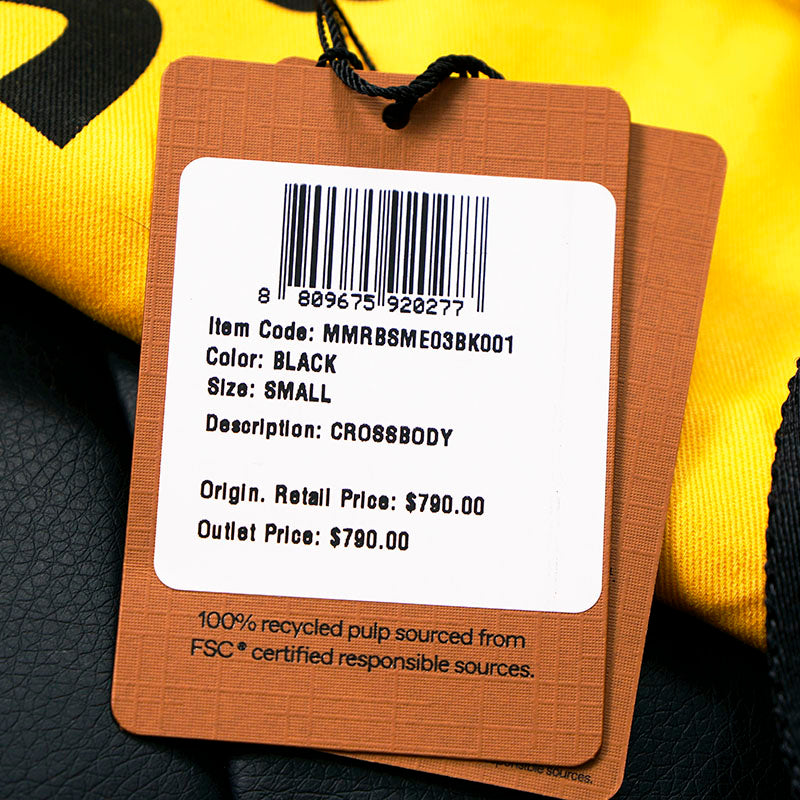 8 809675 920277
Item Code: MMRBSME03BK001
Color: BLACK
Size: SMALL
Description: CROSSBODY
Origin. Retail Price: $790.00
Outlet Price: $790.00
100% recycled pulp sourced from
FSC® certified responsible sources.
sources.